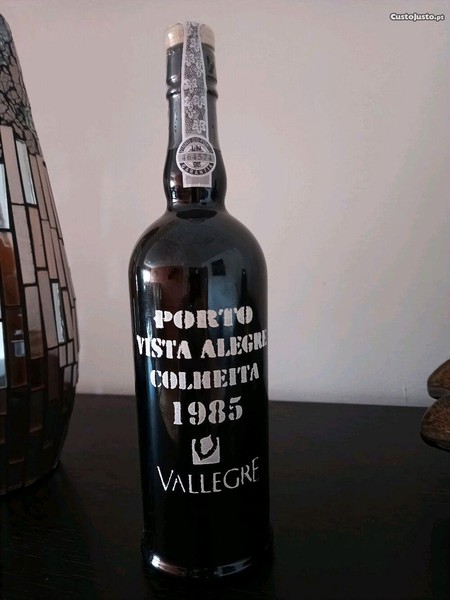 CustoJusto.pt
PORTO
VISTA ALEGRE
COLHEITA
1985
VALLEGRE